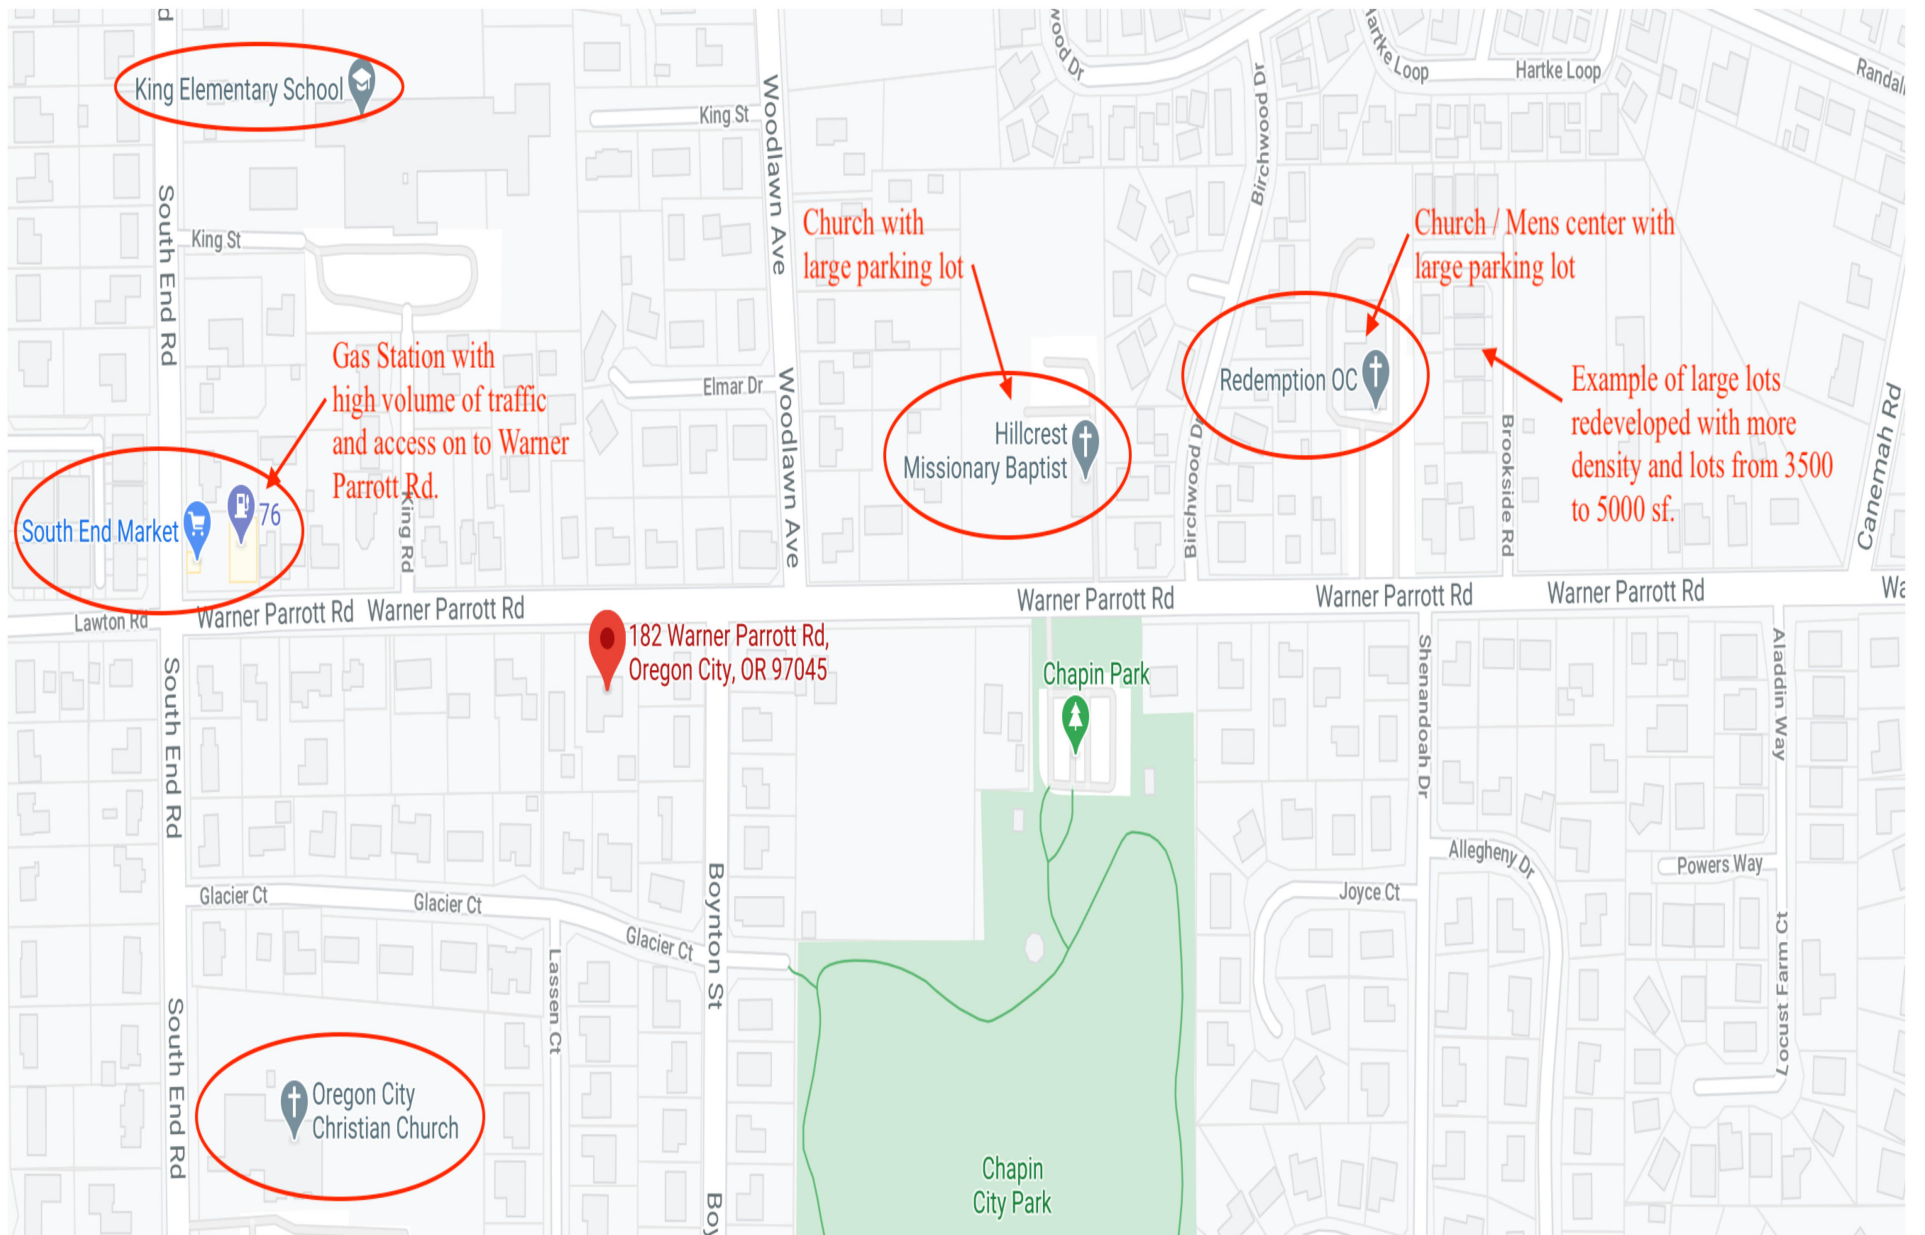 d
King Elementary School
King St
South End Rd
King St
Woodlawn Ave
wood Dr
Hartke Loop
Hartke Loop
Randal
Birchwood Dr
Church with
large parking lot
Church / Mens center with
large parking lot
Gas Station with
high volume of traffic
and access on to Warner
Parrott Rd.
Elmar Dr
Woodlawn Ave
Redemption OC
Example of large lots
redeveloped with more
density and lots from 3500
to 5000 sf.
Hillcrest
Missionary Baptist
Birchwood Dr
Brookside Rd
Canemah Rd
South End Market
76
King Rd
Lawton Rd
Warner Parrott Rd
Warner Parrott Rd
Warner Parrott Rd
Warner Parrott Rd
Warner Parrott Rd
Wa
182 Warner Parrott Rd,
Oregon City, OR 97045
Chapin Park
South End Rd
Shenandoah Dr
Aladdin Way
Glacier Ct
Glacier Ct
Glacier Ct
Boynton St
Joyce Ct
Allegheny Dr
Powers Way
Lassen Ct
Locust Farm Ct
South End Rd
Oregon City
Christian Church
Chapin
City Park
Boy